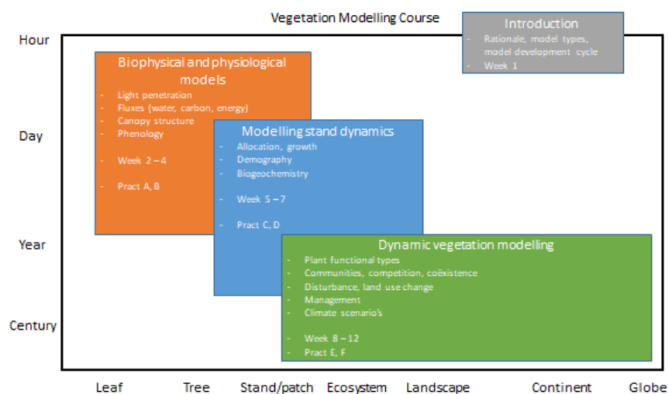 Vegetation Modelling Course
Introduction
- Rationale, model types,
model development cycle
- Week 1
Hour
Day
Year
Century
Biophysical and physiological
models
- Light penetration
- Fluxes (water, carbon, energy)
- Canopy structure
- Phenology
- Week 2 – 4
- Pract A, B
Modelling stand dynamics
- Allocation, growth
- Demography
- Biogeochemistry
- Week 5 – 7
- Pract C, D
Dynamic vegetation modelling
- Plant functional types
- Communities, competition, coëxistence
- Disturbance, land use change
- Management
- Climate scenario's
- Week 8 – 12
- Pract E, F
Leaf Tree Stand/patch Ecosystem Landscape Continent Globe